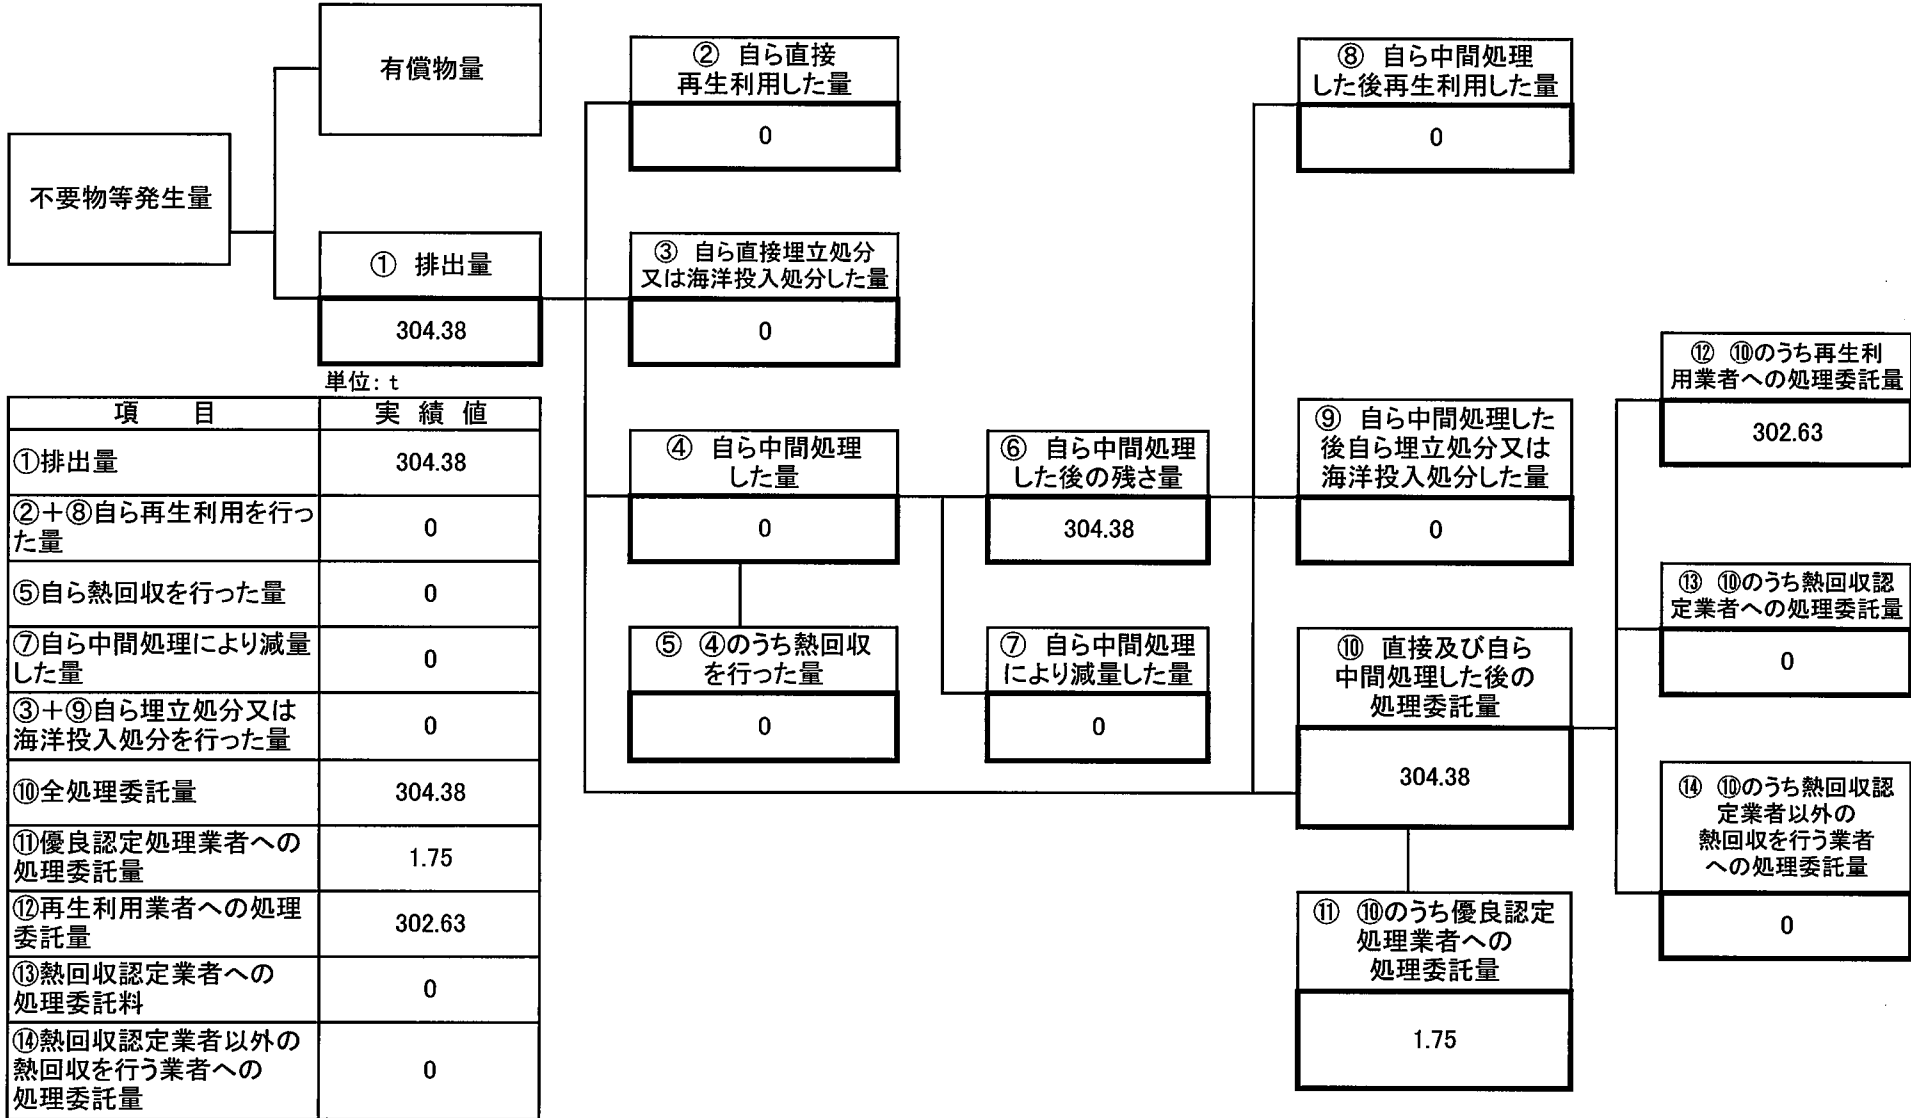 有償物量
不要物等発生量
① 排出量
304.38
② 自ら直接
再生利用した量
0
③ 自ら直接埋立処分
又は海洋投入処分した量
0
④ 自ら中間処理
した量
0
⑤ ④のうち熱回収
を行った量
0
⑥ 自ら中間処理
した後の残さ量
304.38
⑦ 自ら中間処理
により減量した量
0
⑧ 自ら中間処理
した後再生利用した量
0
⑨ 自ら中間処理した
後自ら埋立処分又は
海洋投入処分した量
0
⑩ 直接及び自ら
中間処理した後の
処理委託量
304.38
⑪ ⑩のうち優良認定
処理業者への
処理委託量
1.75
⑫ ⑩のうち再生利
用業者への処理委託量
302.63
⑬ ⑩のうち熱回収認
定業者への処理委託量
0
⑭ ⑩のうち熱回収認
定業者以外の
熱回収を行う業者
への処理委託量
0
単位：t
項　目 実 績 値
①排出量 304.38
②＋⑧自ら再生利用を行っ
た量 0
⑤自ら熱回収を行った量 0
⑦自ら中間処理により減量
した量 0
③＋⑨自ら埋立処分又は
海洋投入処分を行った量 0
⑩全処理委託量 304.38
⑪優良認定処理業者への
処理委託量 1.75
⑫再生利用業者への処理
委託量 302.63
⑬熱回収認定業者への
処理委託料 0
⑭熱回収認定業者以外の
熱回収を行う業者への
処理委託量 0